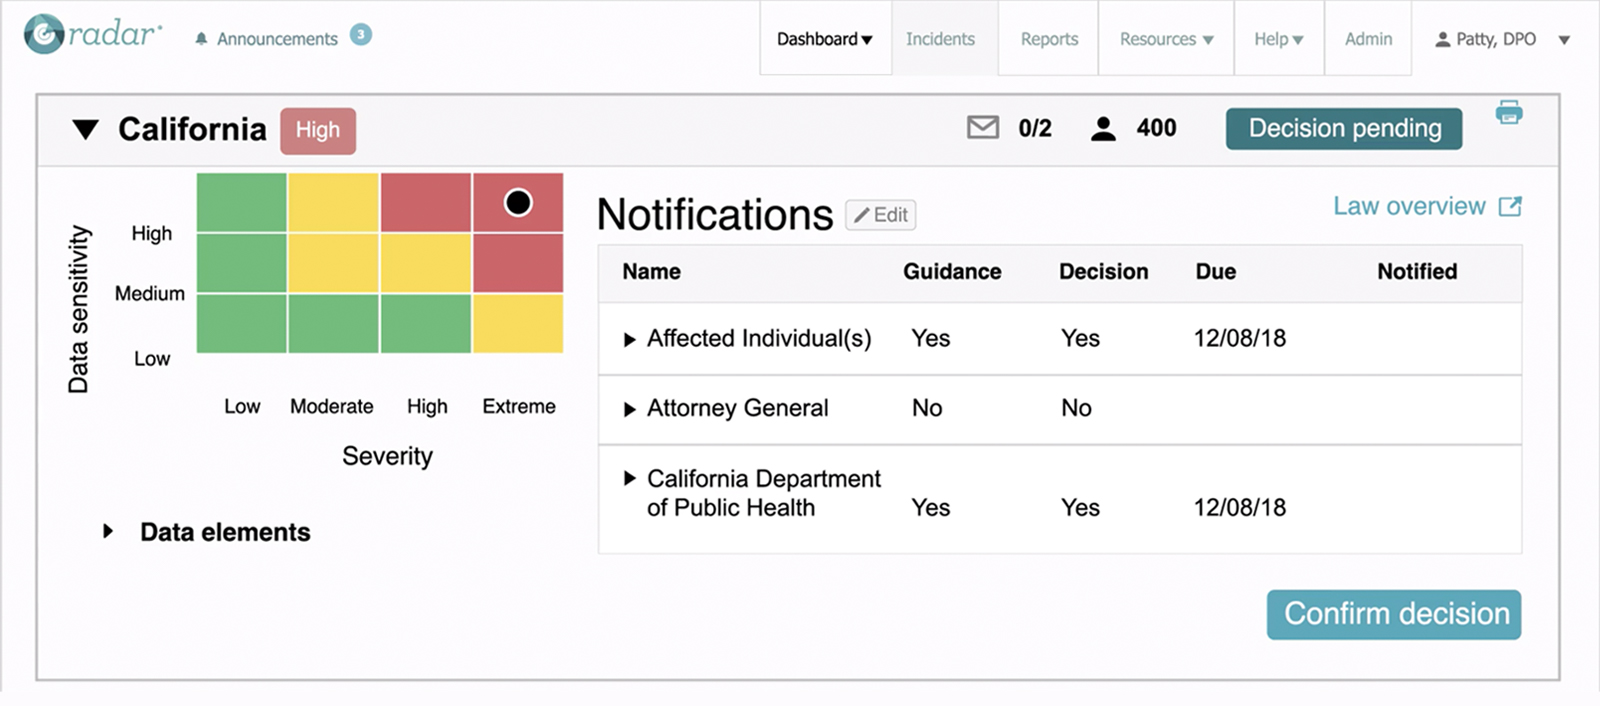 radar
Announcements 3
Dashboard
Incidents
Reports
Resources
Help
Admin
Patty, DPO
California High
0/2 400 Decision pending
Data sensitivity
High
Medium
Low
Low Moderate High Extreme
Severity
Data elements
Notifications Edit Law overview
Name Guidance Decision Due Notified
Affected Individual(s) Yes Yes 12/08/18
Attorney General No No
California Department
of Public Health Yes Yes 12/08/18
Confirm decision